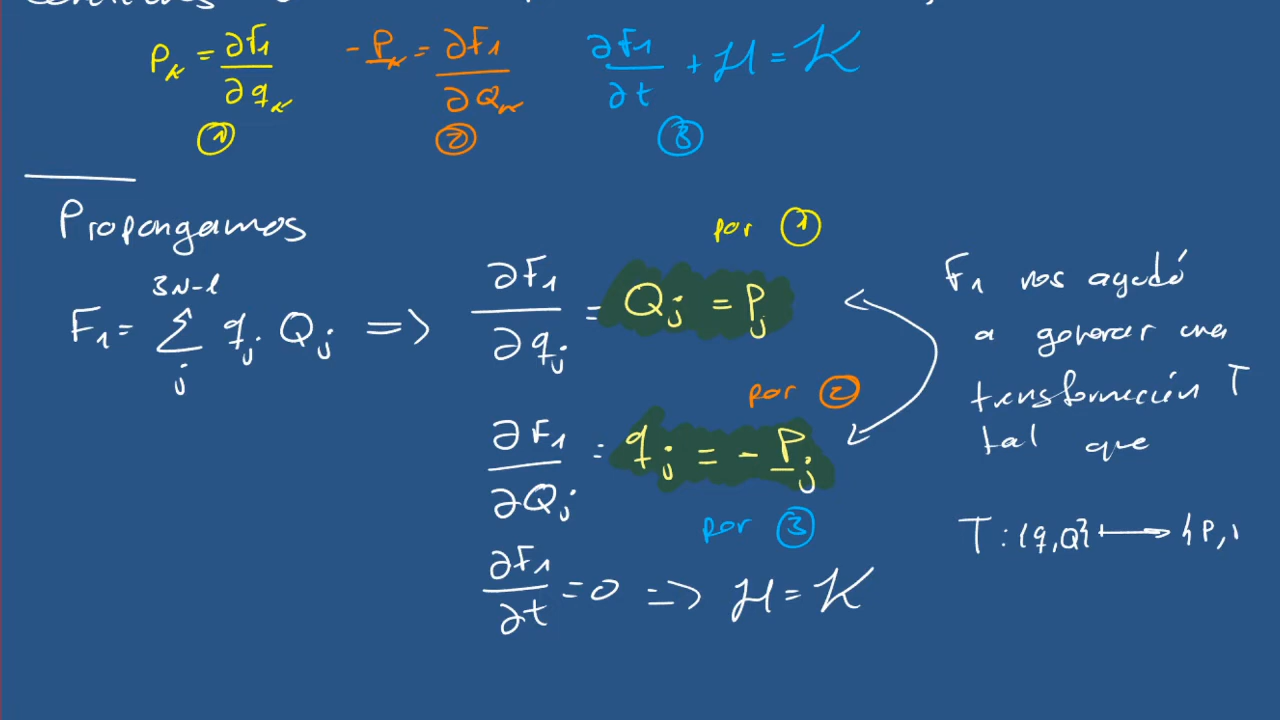 p_k = ∂F₁/∂q_k   -P_k = ∂F₁/∂Q_k   ∂F₁/∂t + H = K
① ② ③
Propongamos
F₁ = Σ_j^{3N-l} q_j Q_j => ∂F₁/∂q_j = Q_j = p_j
por ①
∂F₁/∂Q_j = q_j = -P_j
por ②
∂F₁/∂t = 0 => H = K
por ③
F₁ nos ayudó
a generar una
transformación T
tal que
T : {q,Q} ⟼ {p,